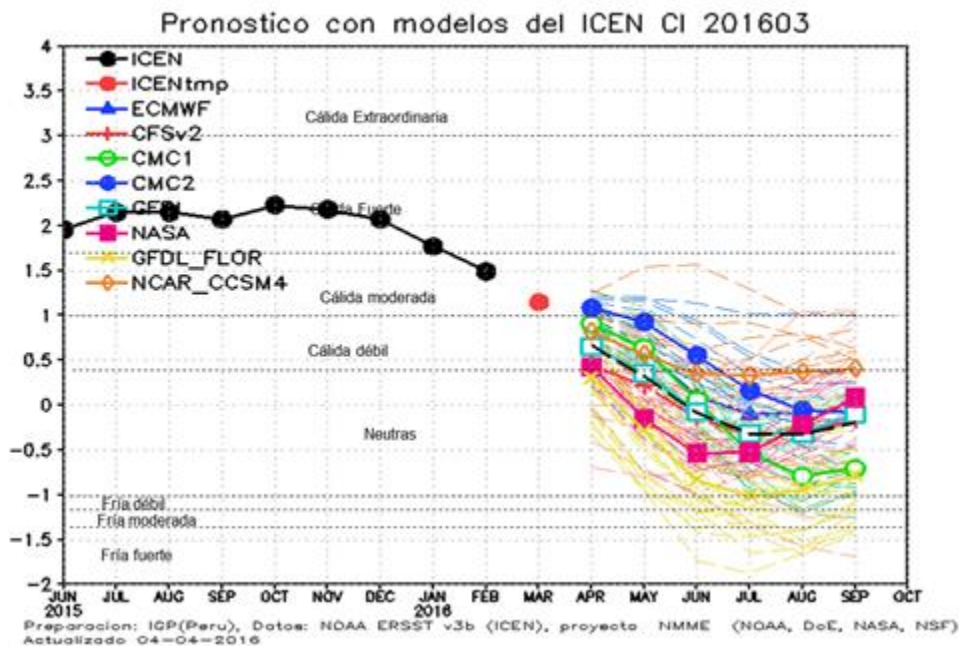 Pronostico con modelos del ICEN CI 201603
4
3.5
3
2.5
2
1.5
1
0.5
0
−0.5
−1
−1.5
−2
ICEN
ICENtmp
ECMWF
CFSv2
CMC1
CMC2
GFDL
NASA
GFDL_FLOR
NCAR_CCSM4
Cálida Extraordinaria
Fuerte
Cálida moderada
Cálida débil
Neutras
Fría débil
Fría moderada
Fría fuerte
JUN JUL AUG SEP OCT NOV DEC JAN FEB MAR APR MAY JUN JUL AUG SEP OCT
2015 2016
Preparacion: IGP(Peru), Datos: NOAA ERSST v3b (ICEN), proyecto NMME (NOAA, DoE, NASA, NSF)
Actualizado 04-04-2016